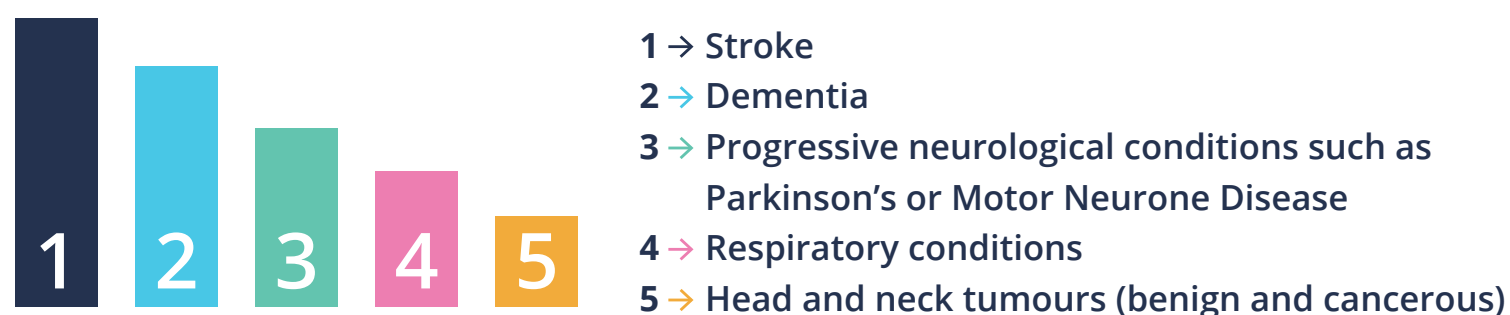 1 2 3 4 5
1 → Stroke
2 → Dementia
3 → Progressive neurological conditions such as
Parkinson’s or Motor Neurone Disease
4 → Respiratory conditions
5 → Head and neck tumours (benign and cancerous)